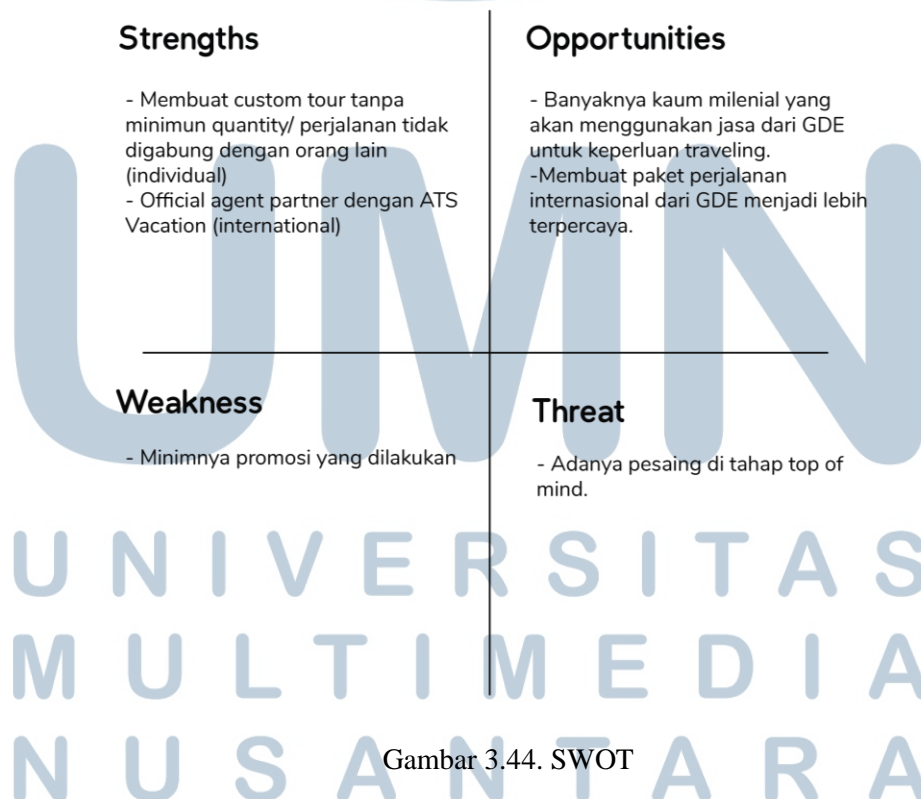 Strengths
- Membuat custom tour tanpa
minimun quantity/ perjalanan tidak
digabung dengan orang lain
(individual)
- Official agent partner dengan ATS
Vacation (international)
Opportunities
- Banyaknya kaum milenial yang
akan menggunakan jasa dari GDE
untuk keperluan traveling.
-Membuat paket perjalanan
internasional dari GDE menjadi lebih
terpercaya.
Weakness
- Minimnya promosi yang dilakukan
Threat
- Adanya pesaing di tahap top of
mind.
Gambar 3.44. SWOT
UMN
UNIVERSITAS
MULTIMEDIA
NUSANTARA